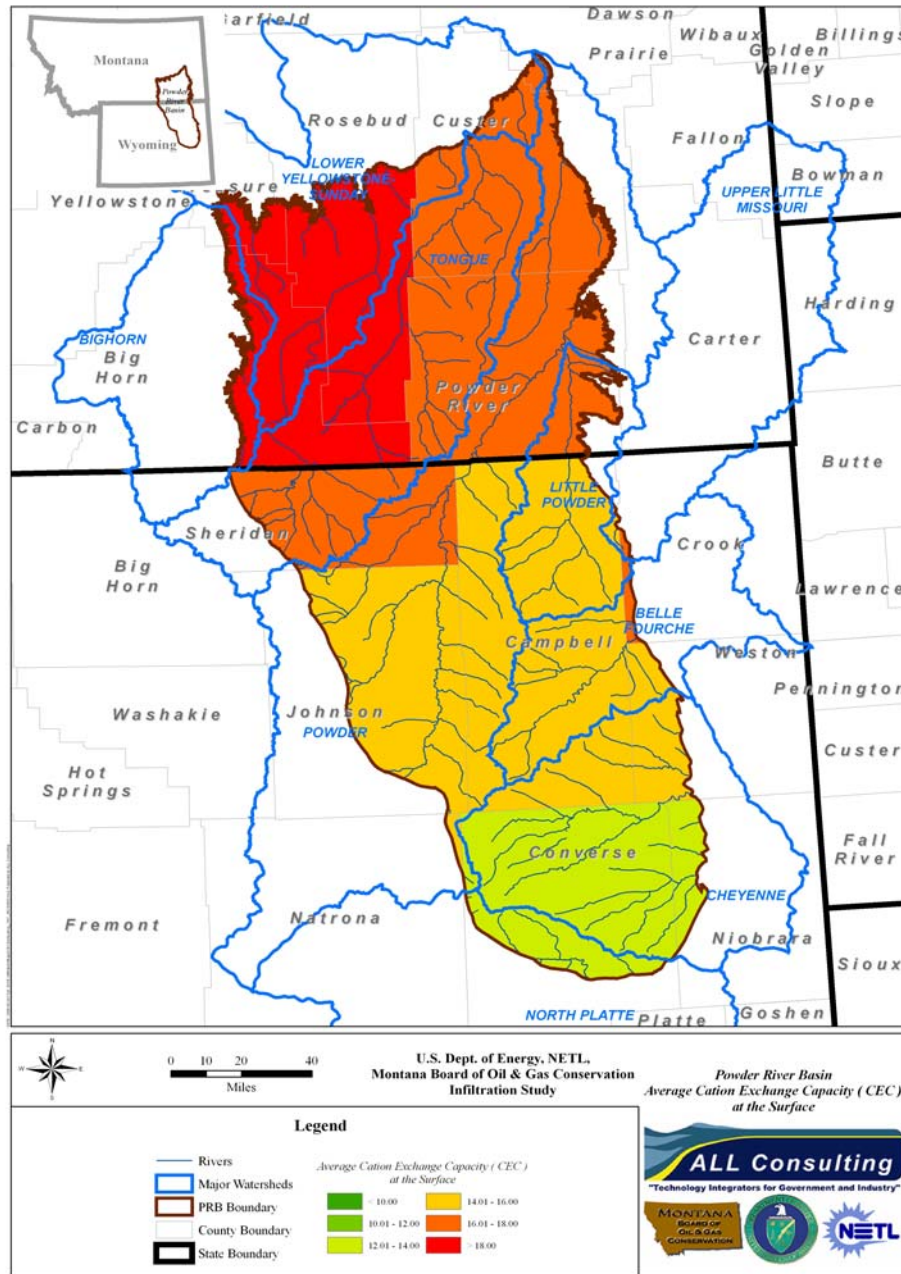 Garfield
Dawson
Wibaux
Billings
Prairie
Golden
Valley
Montana
Powder
River
Basin
Wyoming
Slope
Rosebud
Custer
Fallon
LOWER
YELLOWSTONE-
SUNDAY
Bowman
Yellowstone
UPPER LITTLE
MISSOURI
TONGUE
Harding
BIGHORN
Big
Horn
Carter
Powder
River
Carbon
Butte
LITTLE
POWDER
Sheridan
Crook
Big
Horn
Lawrence
BELLE
FOURCHE
Campbell
Weston
Pennington
Washakie
Johnson
POWDER
Custer
Hot
Springs
Fall
River
Converse
CHEYENNE
Fremont
Natrona
Niobrara
Sioux
NORTH PLATTE
Platte
Goshen
N
W E
S
0 10 20 40
Miles
U.S. Dept. of Energy, NETL,
Montana Board of Oil & Gas Conservation
Infiltration Study
Powder River Basin
Average Cation Exchange Capacity ( CEC )
at the Surface
Legend
Rivers
Major Watersheds
PRB Boundary
County Boundary
State Boundary
Average Cation Exchange Capacity ( CEC )
at the Surface
< 10.00
10.01 - 12.00
12.01 - 14.00
14.01 - 16.00
16.01 - 18.00
> 18.00
ALL Consulting
"Technology Integrators for Government and Industry"
MONTANA
BOARD OF
OIL & GAS
CONSERVATION
NETL